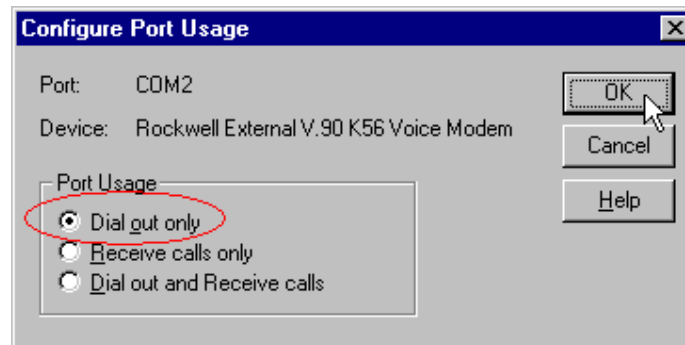 Configure Port Usage
Port: COM2
Device: Rockwell External V.90 K56 Voice Modem
Port Usage
Dial out only
Receive calls only
Dial out and Receive calls
OK
Cancel
Help